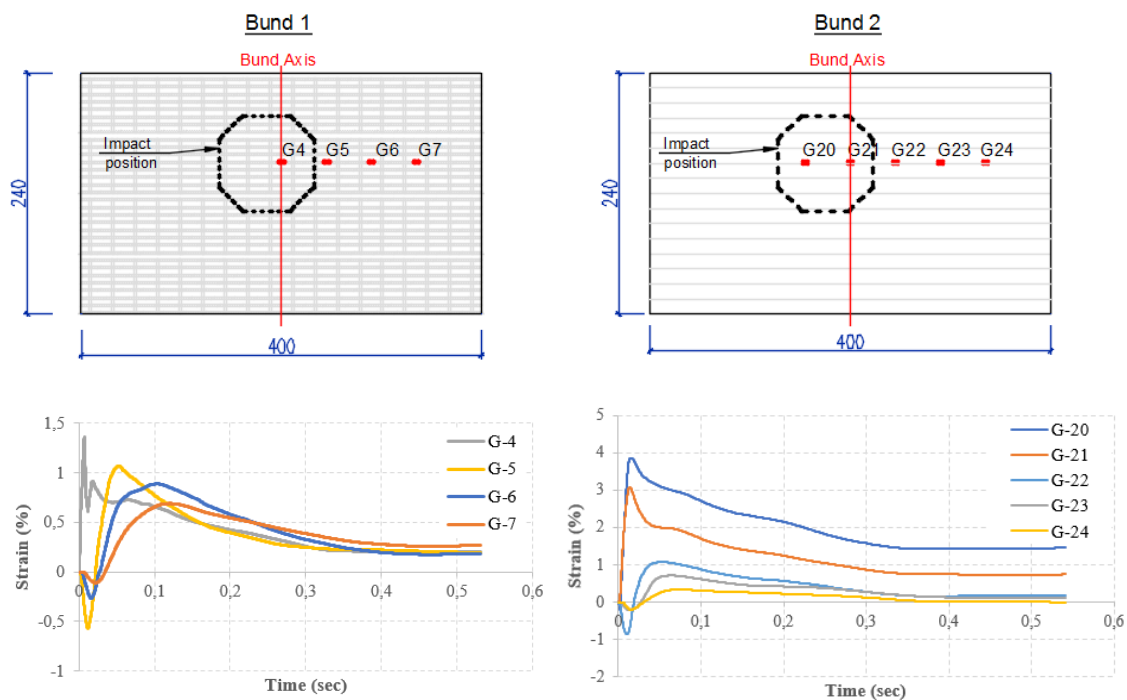 Bund 1
Bund 2
Bund Axis
Bund Axis
Impact
position
G4 G5 G6 G7
Impact
position
G20 G21 G22 G23 G24
240
240
400
400
1,5
1
0,5
0
-0,5
-1
0 0,1 0,2 0,3 0,4 0,5 0,6
Strain (%)
Time (sec)
G-4
G-5
G-6
G-7
5
4
3
2
1
0
-1
-2
0 0,1 0,2 0,3 0,4 0,5 0,6
Strain (%)
Time (sec)
G-20
G-21
G-22
G-23
G-24